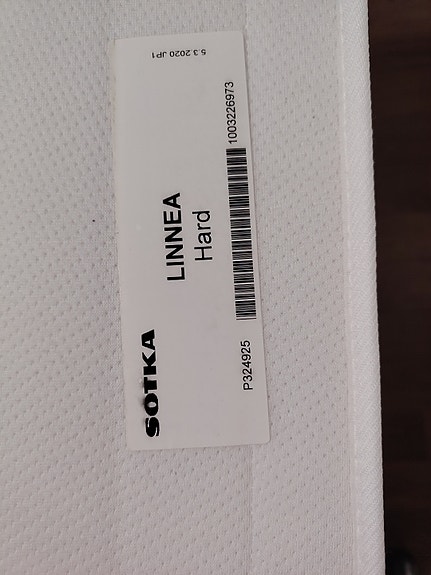 SOTKA
LINNEA
Hard
P324925
1003226973
5.3.2020 JP1